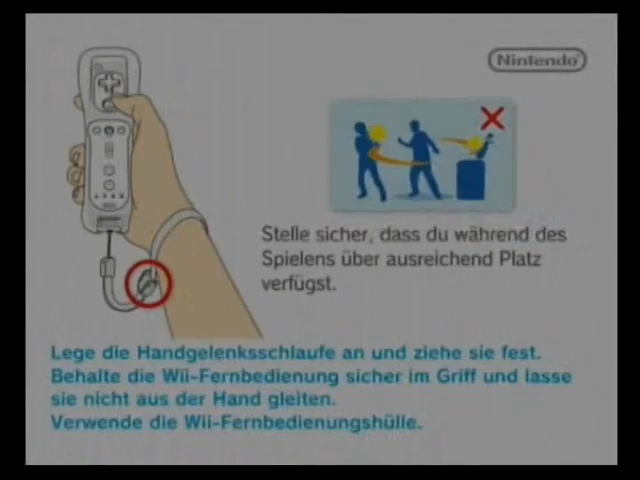 Nintendo
Stelle sicher, dass du während des
Spielens über ausreichend Platz
verfügst.
Lege die Handgelenksschlaufe an und ziehe sie fest.
Behalte die Wii-Fernbedienung sicher im Griff und lasse
sie nicht aus der Hand gleiten.
Verwende die Wii-Fernbedienungshülle.